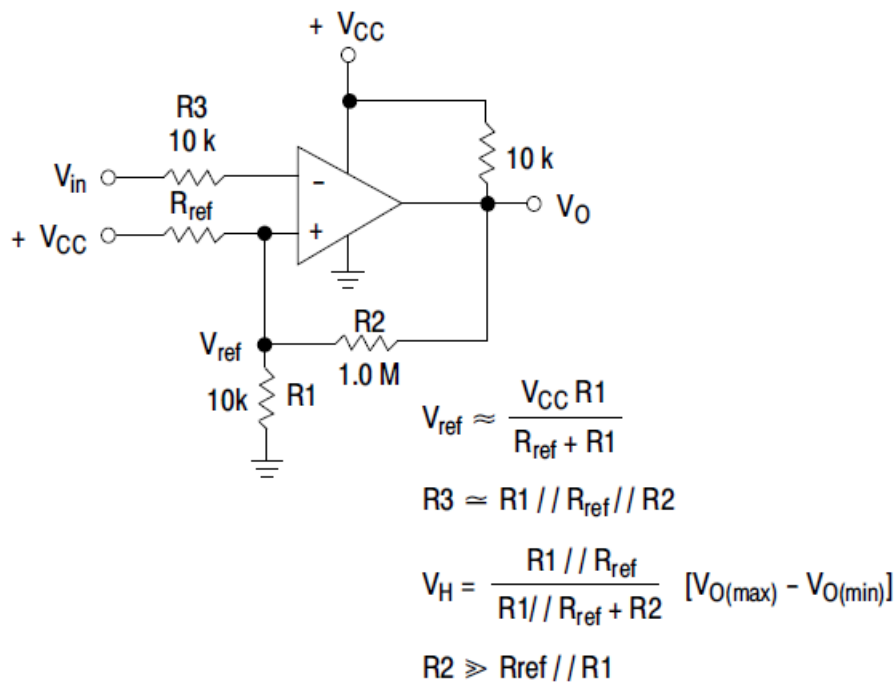 + VCC
R3
10 k
10 k
Vin
–
VO
Rref
+ VCC
+
R2
Vref
1.0 M
10k R1
Vref ≈ VCC R1 / Rref + R1
R3 ≃ R1 / / Rref / / R2
VH = R1 / / Rref / R1/ / Rref + R2 [VO(max) – VO(min)]
R2 ≫ Rref / / R1